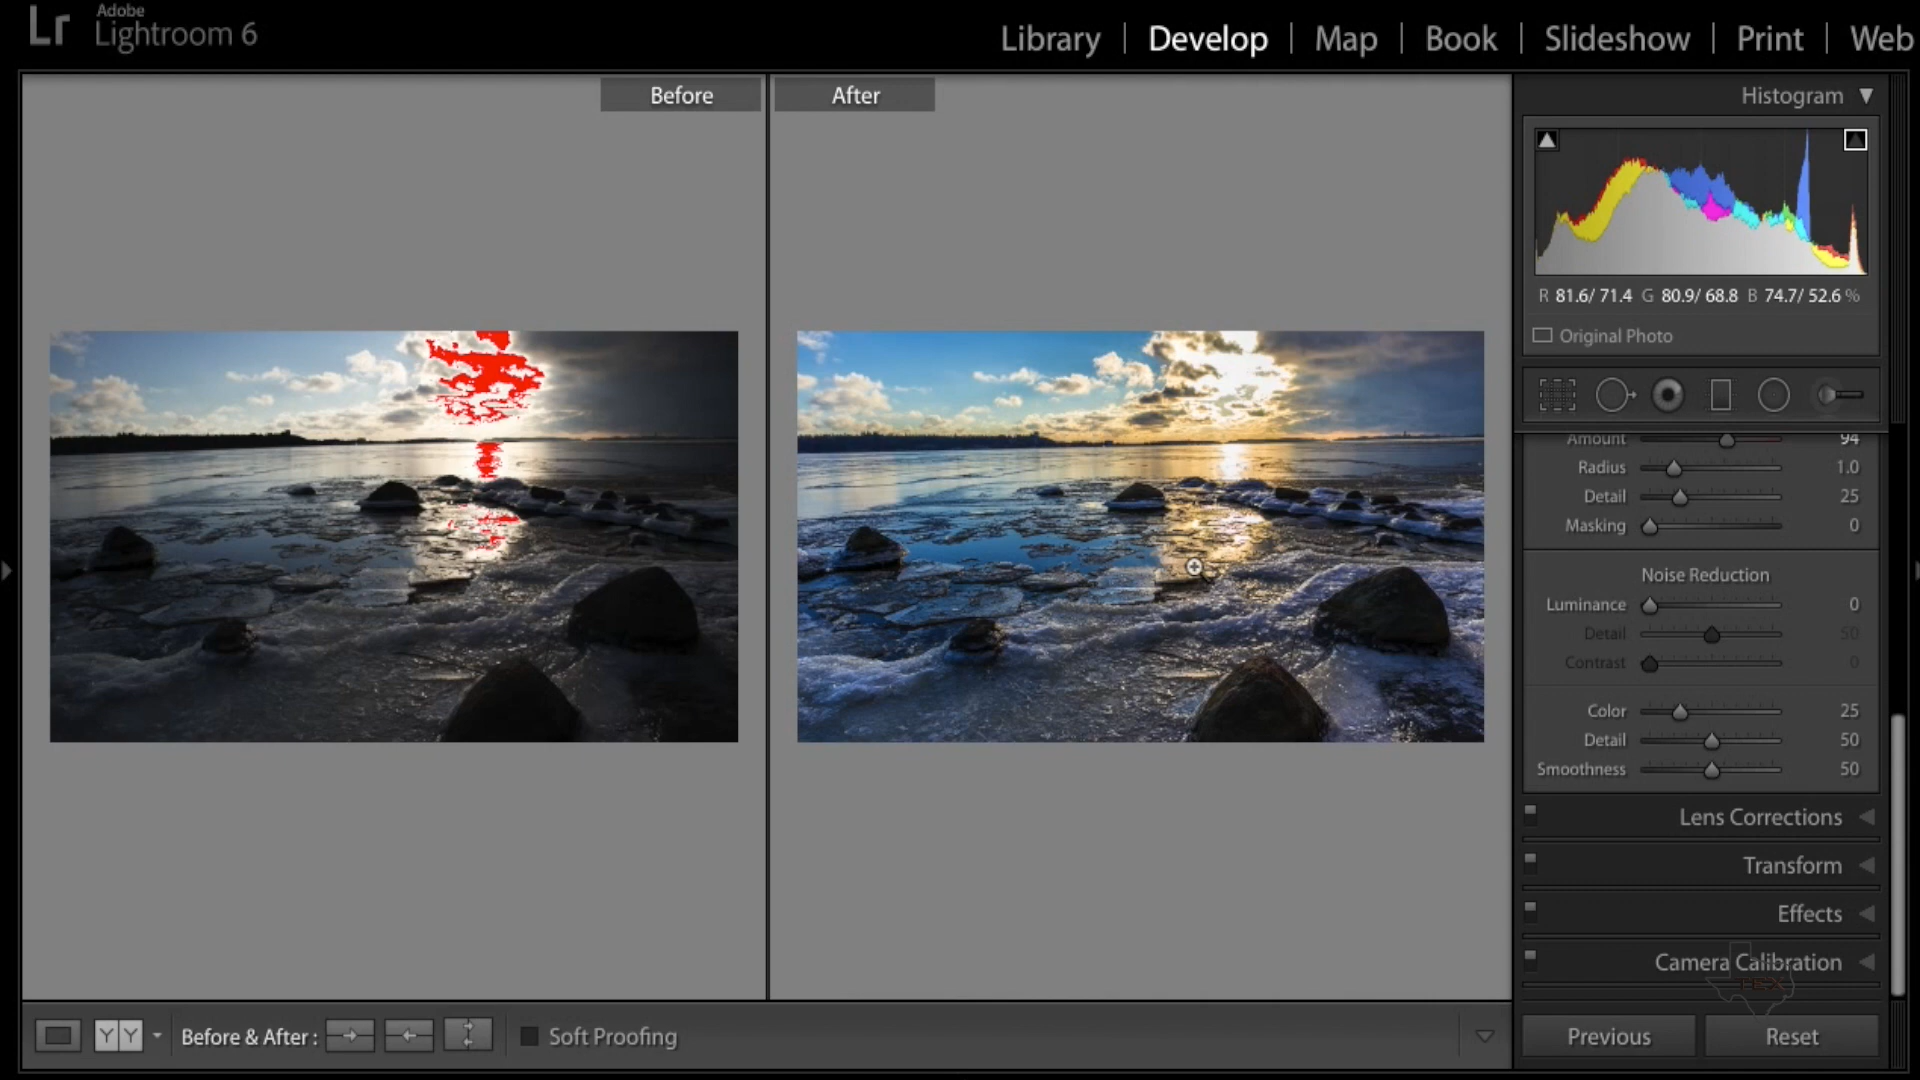 Lr Adobe
Lightroom 6
Library | Develop | Map | Book | Slideshow | Print | Web
Before
After
Histogram
R 81.6/ 71.4 G 80.9/ 68.8 B 74.7/ 52.6 %
Original Photo
Amount 94
Radius 1.0
Detail 25
Masking 0
Noise Reduction
Luminance 0
Detail 50
Contrast 0
Color 25
Detail 50
Smoothness 50
Lens Corrections
Transform
Effects
Camera Calibration
Y Y Before & After : Soft Proofing
Previous Reset